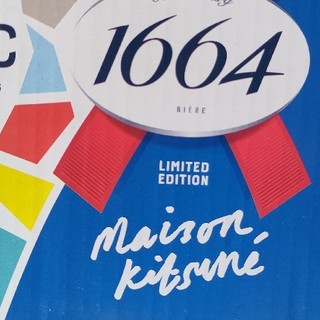 1664
BIÈRE
LIMITED
EDITION
maison
kitsuné